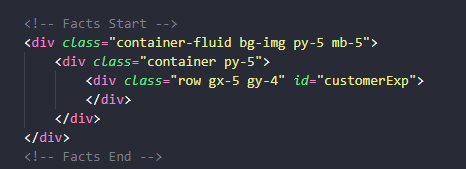 <!-- Facts Start -->
<div class="container-fluid bg-img py-5 mb-5">
    <div class="container py-5">
        <div class="row gx-5 gy-4" id="customerExp">
        </div>
    </div>
</div>
<!-- Facts End -->